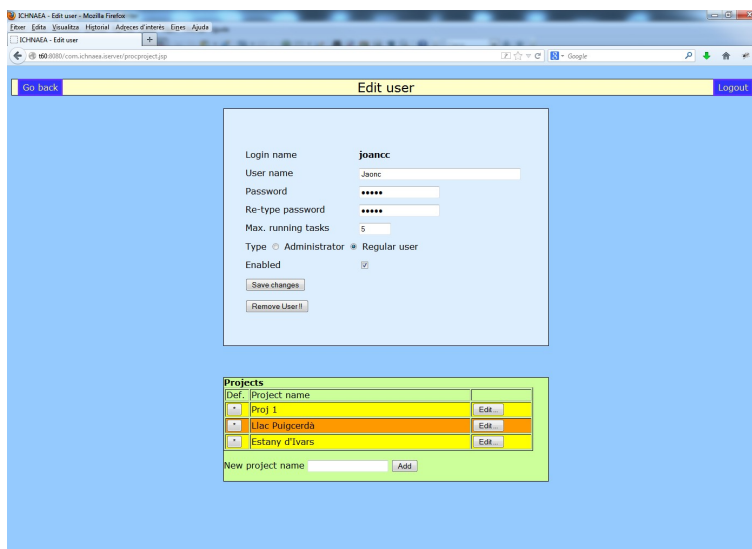 ICHNAEA - Edit user - Mozilla Firefox
Fitxer Edita Visualitza Historial Adreces d'interès Eines Ajuda
ICHNAEA - Edit user +
t60:8080/com.ichnaea.iserver/procproject.jsp Google
Go back Edit user Logout
Login name joancc
User name Jaonc
Password •••••
Re-type password •••••
Max. running tasks 5
Type Administrator Regular user
Enabled
Save changes
Remove User!!
Projects
Def. Project name
* Proj 1 Edit...
* Llac Puigcerdà Edit...
* Estany d'Ivars Edit...
New project name Add